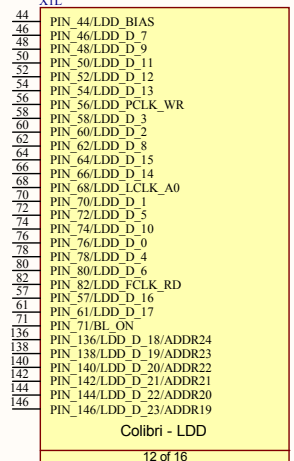 X1L
44 PIN_44/LDD_BIAS
46 PIN_46/LDD_D_7
48 PIN_48/LDD_D_9
50 PIN_50/LDD_D_11
52 PIN_52/LDD_D_12
54 PIN_54/LDD_D_13
56 PIN_56/LDD_PCLK_WR
58 PIN_58/LDD_D_3
60 PIN_60/LDD_D_2
62 PIN_62/LDD_D_8
64 PIN_64/LDD_D_15
66 PIN_66/LDD_D_14
68 PIN_68/LDD_LCLK_A0
70 PIN_70/LDD_D_1
72 PIN_72/LDD_D_5
74 PIN_74/LDD_D_10
76 PIN_76/LDD_D_0
78 PIN_78/LDD_D_4
80 PIN_80/LDD_D_6
82 PIN_82/LDD_FCLK_RD
57 PIN_57/LDD_D_16
61 PIN_61/LDD_D_17
71 PIN_71/BL_ON
136 PIN_136/LDD_D_18/ADDR24
138 PIN_138/LDD_D_19/ADDR23
140 PIN_140/LDD_D_20/ADDR22
142 PIN_142/LDD_D_21/ADDR21
144 PIN_144/LDD_D_22/ADDR20
146 PIN_146/LDD_D_23/ADDR19
Colibri - LDD
12 of 16